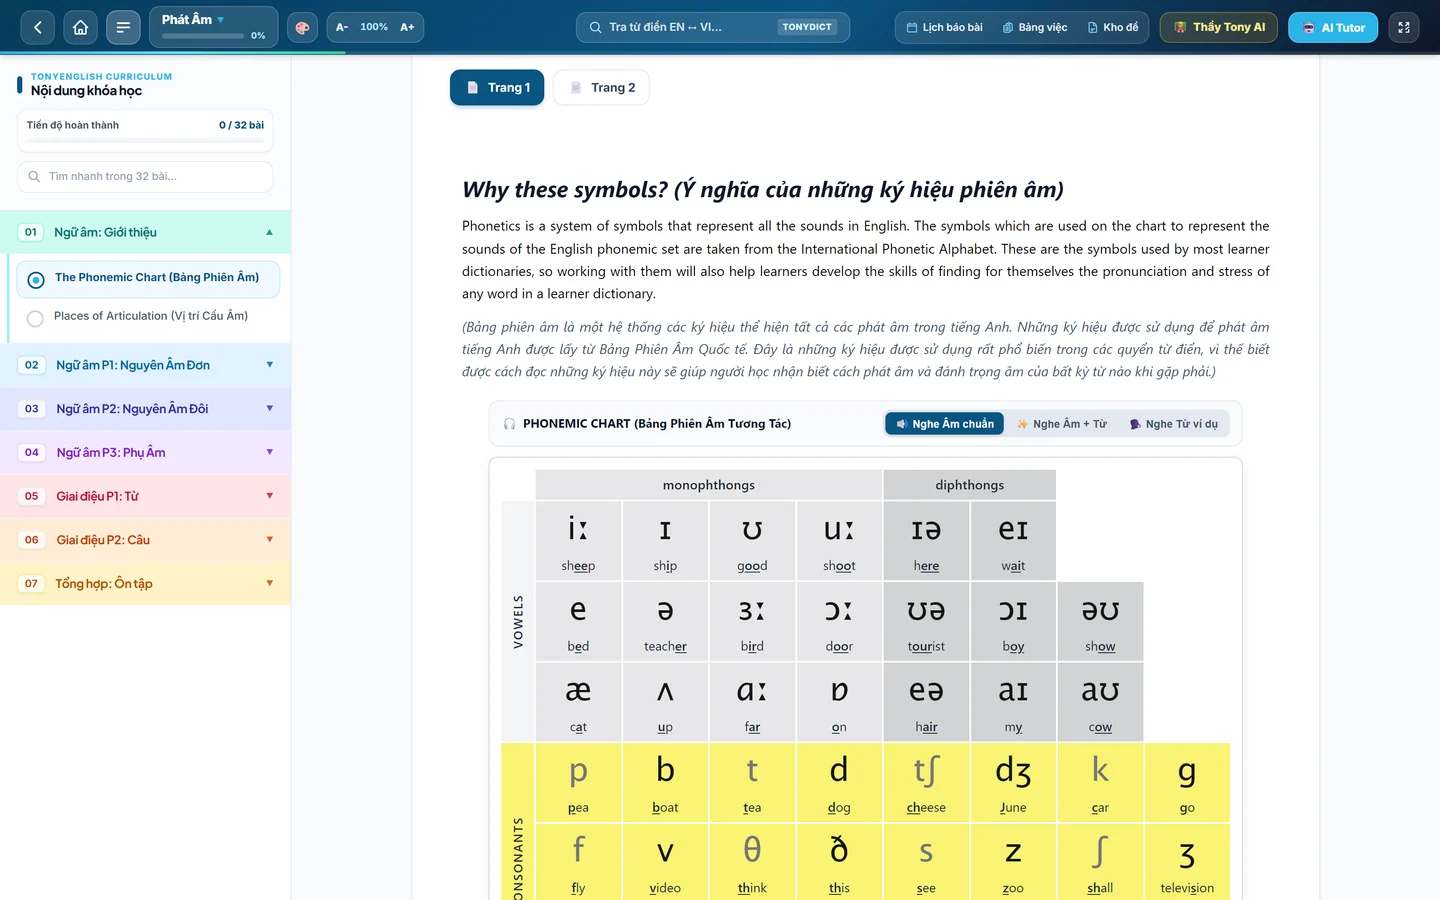 Phát Âm ▼
0%
A- 100% A+
Tra từ điển EN ↔ VI... TONYDICT
Lịch báo bài
Bảng việc
Kho đề
Thầy Tony AI
AI Tutor
TONYENGLISH CURRICULUM
Nội dung khóa học
Tiến độ hoàn thành 0 / 32 bài
Tìm nhanh trong 32 bài...
01 Ngữ âm: Giới thiệu ▲
The Phonemic Chart (Bảng Phiên Âm)
Places of Articulation (Vị trí Cấu Âm)
02 Ngữ âm P1: Nguyên Âm Đơn ▼
03 Ngữ âm P2: Nguyên Âm Đôi ▼
04 Ngữ âm P3: Phụ Âm ▼
05 Giai điệu P1: Từ ▼
06 Giai điệu P2: Câu ▼
07 Tổng hợp: Ôn tập ▼
Trang 1 Trang 2
Why these symbols? (Ý nghĩa của những ký hiệu phiên âm)
Phonetics is a system of symbols that represent all the sounds in English. The symbols which are used on the chart to represent the
sounds of the English phonemic set are taken from the International Phonetic Alphabet. These are the symbols used by most learner
dictionaries, so working with them will also help learners develop the skills of finding for themselves the pronunciation and stress of
any word in a learner dictionary.
(Bảng phiên âm là một hệ thống các ký hiệu thể hiện tất cả các phát âm trong tiếng Anh. Những ký hiệu được sử dụng để phát âm
tiếng Anh được lấy từ Bảng Phiên Âm Quốc tế. Đây là những ký hiệu được sử dụng rất phổ biến trong các quyển từ điển, vì thế biết
được cách đọc những ký hiệu này sẽ giúp người học nhận biết cách phát âm và đánh trọng âm của bất kỳ từ nào khi gặp phải.)
PHONEMIC CHART (Bảng Phiên Âm Tương Tác)
Nghe Âm chuẩn Nghe Âm + Từ Nghe Từ ví dụ
monophthongs diphthongs
VOWELS
iː ɪ ʊ uː ɪə eɪ
sheep ship good shoot here wait
e ə ɜː ɔː ʊə ɔɪ əʊ
bed teacher bird door tourist boy show
æ ʌ ɑː ɒ eə aɪ aʊ
cat up far on hair my cow
ONSONANTS
p b t d tʃ dʒ k g
pea boat tea dog cheese June car go
f v θ ð s z ʃ ʒ
fly video think this see zoo shall television